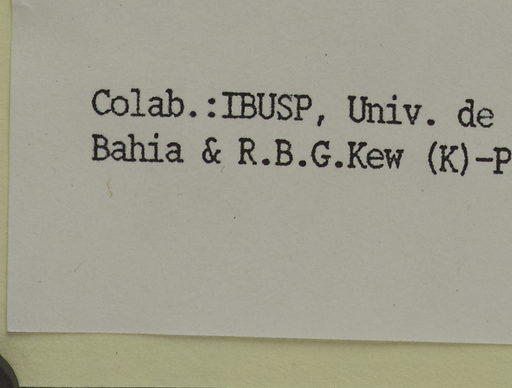 Colab.:IBUSP, Univ. de
Bahia & R.B.G.Kew (K)-P